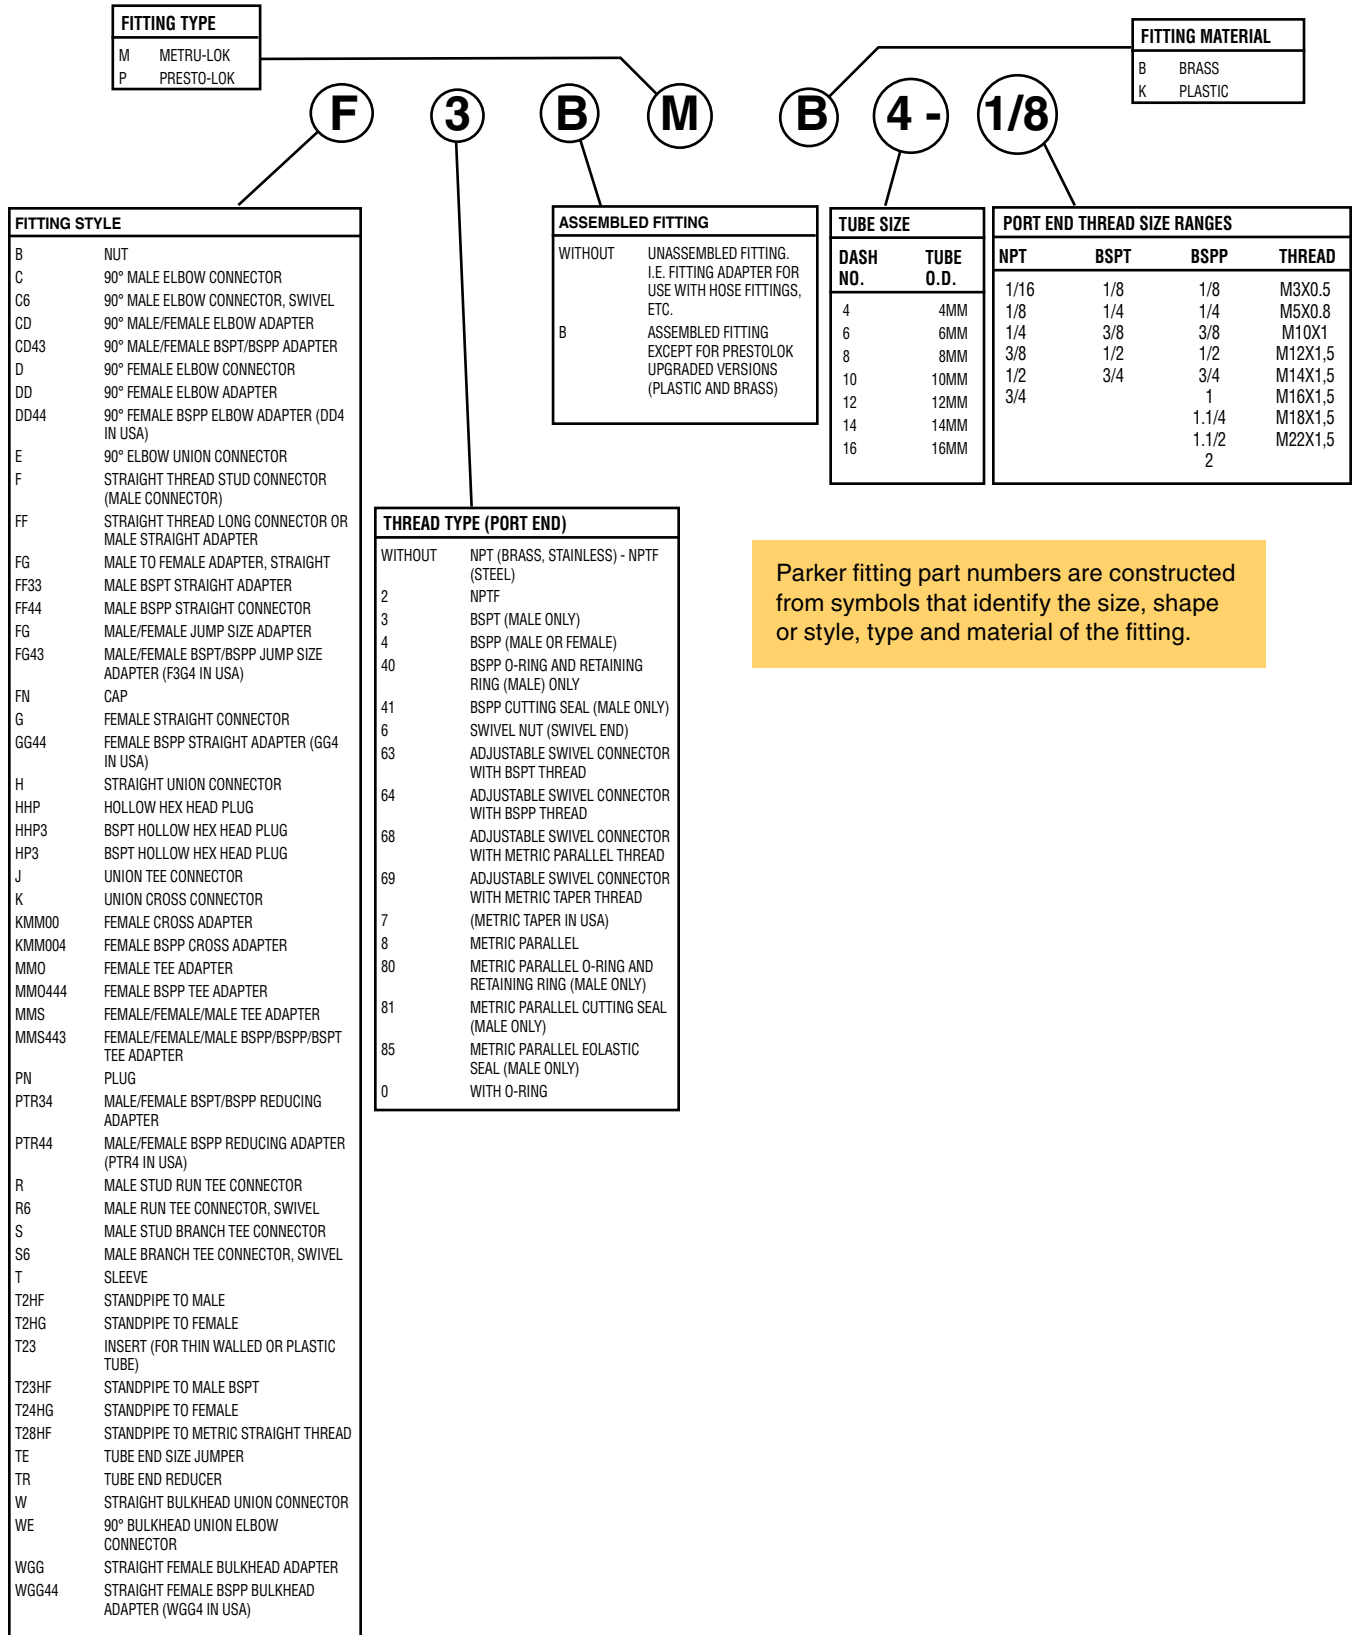 FITTING TYPE
M METRU-LOK
P PRESTO-LOK
FITTING MATERIAL
B BRASS
K PLASTIC
F 3 B M B 4 - 1/8
FITTING STYLE
B NUT
C 90° MALE ELBOW CONNECTOR
C6 90° MALE ELBOW CONNECTOR, SWIVEL
CD 90° MALE/FEMALE ELBOW ADAPTER
CD43 90° MALE/FEMALE BSPT/BSPP ADAPTER
D 90° FEMALE ELBOW CONNECTOR
DD 90° FEMALE ELBOW ADAPTER
DD44 90° FEMALE BSPP ELBOW ADAPTER (DD4
IN USA)
E 90° ELBOW UNION CONNECTOR
F STRAIGHT THREAD STUD CONNECTOR
(MALE CONNECTOR)
FF STRAIGHT THREAD LONG CONNECTOR OR
MALE STRAIGHT ADAPTER
FG MALE TO FEMALE ADAPTER, STRAIGHT
FF33 MALE BSPT STRAIGHT ADAPTER
FF44 MALE BSPP STRAIGHT CONNECTOR
FG MALE/FEMALE JUMP SIZE ADAPTER
FG43 MALE/FEMALE BSPT/BSPP JUMP SIZE
ADAPTER (F3G4 IN USA)
FN CAP
G FEMALE STRAIGHT CONNECTOR
GG44 FEMALE BSPP STRAIGHT ADAPTER (GG4
IN USA)
H STRAIGHT UNION CONNECTOR
HHP HOLLOW HEX HEAD PLUG
HHP3 BSPT HOLLOW HEX HEAD PLUG
HP3 BSPT HOLLOW HEX HEAD PLUG
J UNION TEE CONNECTOR
K UNION CROSS CONNECTOR
KMM00 FEMALE CROSS ADAPTER
KMM004 FEMALE BSPP CROSS ADAPTER
MMO FEMALE TEE ADAPTER
MMO444 FEMALE BSPP TEE ADAPTER
MMS FEMALE/FEMALE/MALE TEE ADAPTER
MMS443 FEMALE/FEMALE/MALE BSPP/BSPP/BSPT
TEE ADAPTER
PN PLUG
PTR34 MALE/FEMALE BSPT/BSPP REDUCING
ADAPTER
PTR44 MALE/FEMALE BSPP REDUCING ADAPTER
(PTR4 IN USA)
R MALE STUD RUN TEE CONNECTOR
R6 MALE RUN TEE CONNECTOR, SWIVEL
S MALE STUD BRANCH TEE CONNECTOR
S6 MALE BRANCH TEE CONNECTOR, SWIVEL
T SLEEVE
T2HF STANDPIPE TO MALE
T2HG STANDPIPE TO FEMALE
T23 INSERT (FOR THIN WALLED OR PLASTIC
TUBE)
T23HF STANDPIPE TO MALE BSPT
T24HG STANDPIPE TO FEMALE
T28HF STANDPIPE TO METRIC STRAIGHT THREAD
TE TUBE END SIZE JUMPER
TR TUBE END REDUCER
W STRAIGHT BULKHEAD UNION CONNECTOR
WE 90° BULKHEAD UNION ELBOW
CONNECTOR
WGG STRAIGHT FEMALE BULKHEAD ADAPTER
WGG44 STRAIGHT FEMALE BSPP BULKHEAD
ADAPTER (WGG4 IN USA)
THREAD TYPE (PORT END)
WITHOUT NPT (BRASS, STAINLESS) - NPTF
(STEEL)
2 NPTF
3 BSPT (MALE ONLY)
4 BSPP (MALE OR FEMALE)
40 BSPP O-RING AND RETAINING
RING (MALE) ONLY
41 BSPP CUTTING SEAL (MALE ONLY)
6 SWIVEL NUT (SWIVEL END)
63 ADJUSTABLE SWIVEL CONNECTOR
WITH BSPT THREAD
64 ADJUSTABLE SWIVEL CONNECTOR
WITH BSPP THREAD
68 ADJUSTABLE SWIVEL CONNECTOR
WITH METRIC PARALLEL THREAD
69 ADJUSTABLE SWIVEL CONNECTOR
WITH METRIC TAPER THREAD
7 (METRIC TAPER IN USA)
8 METRIC PARALLEL
80 METRIC PARALLEL O-RING AND
RETAINING RING (MALE ONLY)
81 METRIC PARALLEL CUTTING SEAL
(MALE ONLY)
85 METRIC PARALLEL EOLASTIC
SEAL (MALE ONLY)
0 WITH O-RING
ASSEMBLED FITTING
WITHOUT UNASSEMBLED FITTING.
I.E. FITTING ADAPTER FOR
USE WITH HOSE FITTINGS,
ETC.
B ASSEMBLED FITTING
EXCEPT FOR PRESTOLOK
UPGRADED VERSIONS
(PLASTIC AND BRASS)
TUBE SIZE
DASH TUBE
NO. O.D.
4 4MM
6 6MM
8 8MM
10 10MM
12 12MM
14 14MM
16 16MM
PORT END THREAD SIZE RANGES
NPT BSPT BSPP THREAD
1/16 1/8 1/8 M3X0.5
1/8 1/4 1/4 M5X0.8
1/4 3/8 3/8 M10X1
3/8 1/2 1/2 M12X1,5
1/2 3/4 3/4 M14X1,5
3/4 1 M16X1,5
1.1/4 M18X1,5
1.1/2 M22X1,5
2
Parker fitting part numbers are constructed
from symbols that identify the size, shape
or style, type and material of the fitting.